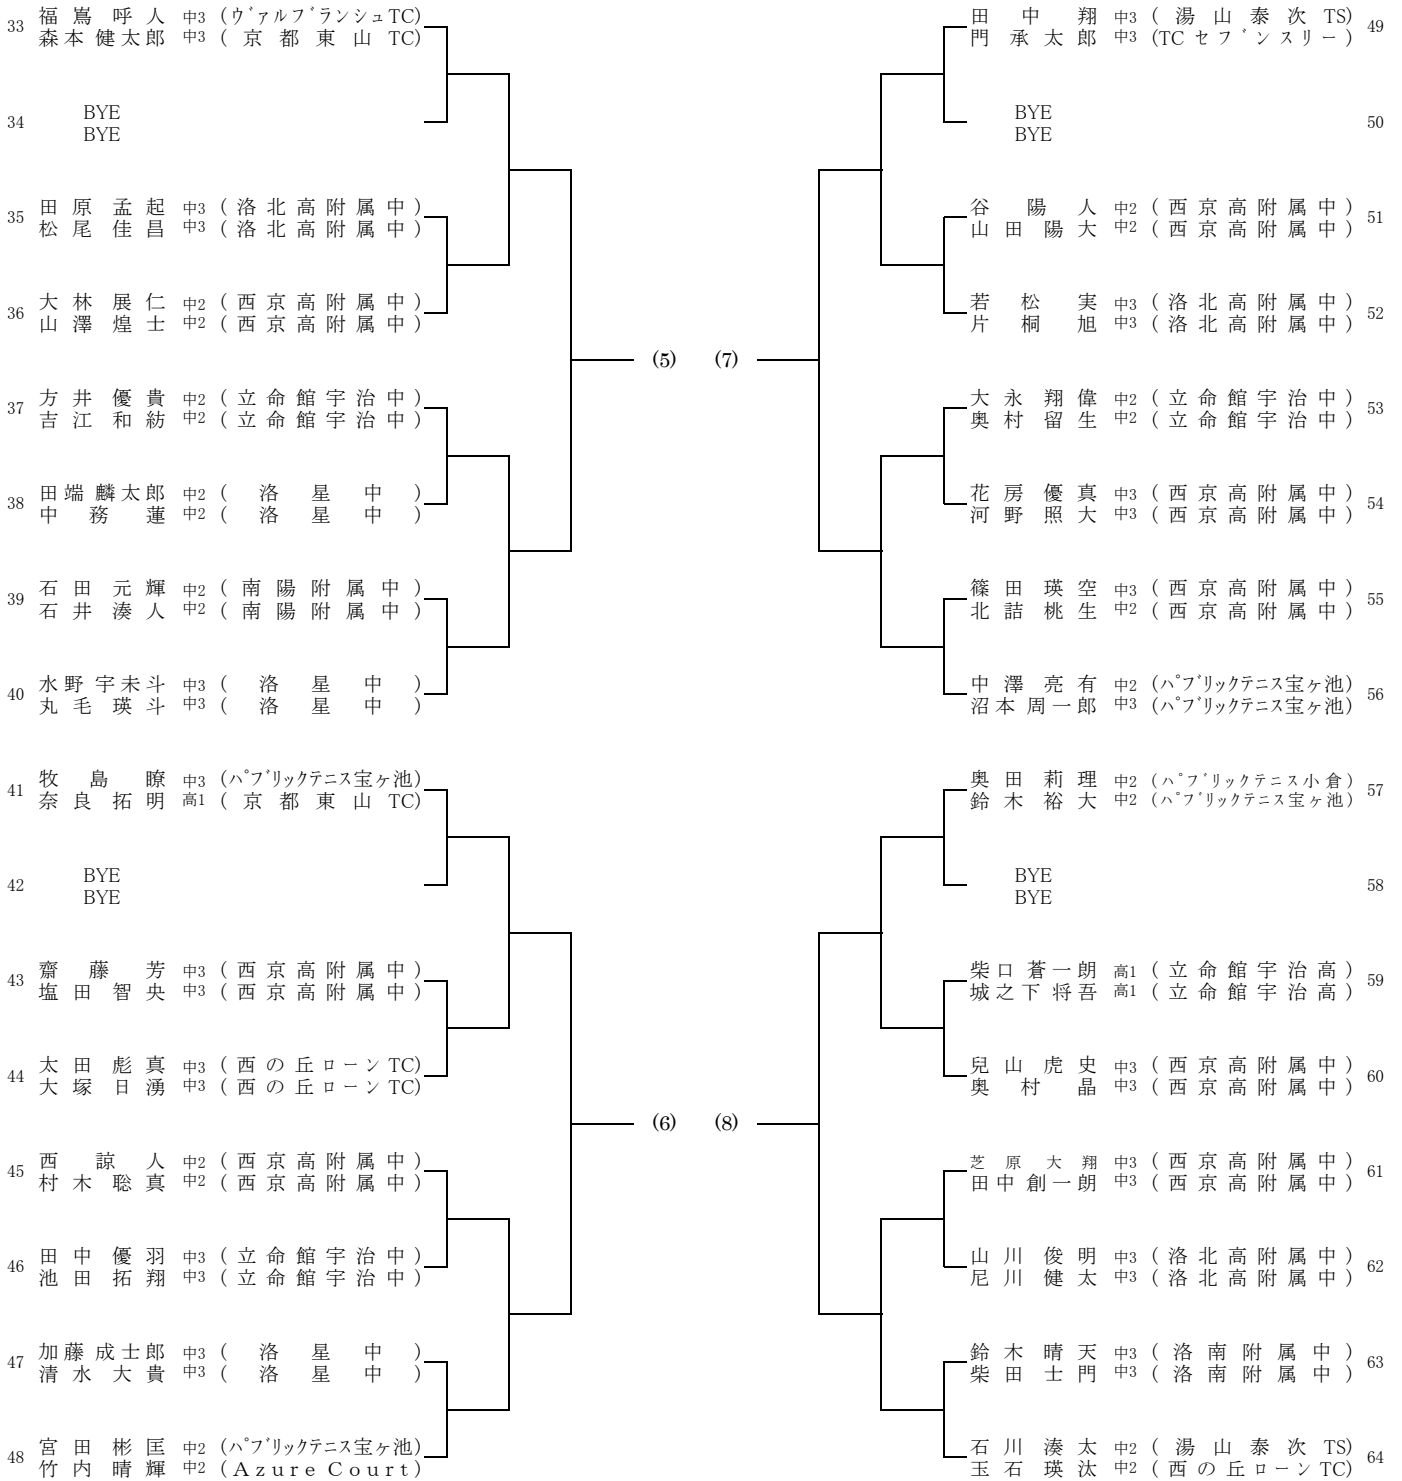 33 福嶌 呼人 中3 (ヴァルブランシュTC)
森本健太郎 中3 (京都東山TC)
34 BYE
BYE
35 田原 孟起 中3 (洛北高附属中)
松尾 佳昌 中3 (洛北高附属中)
36 大林 展仁 中2 (西京高附属中)
山澤 煌士 中2 (西京高附属中)
37 方井 優貴 中2 (立命館宇治中)
吉江 和紡 中2 (立命館宇治中)
38 田端 麟太郎 中2 (洛星中)
中務 蓮 中2 (洛星中)
39 石田 元輝 中2 (南陽附属中)
石井 湊人 中2 (南陽附属中)
40 水野 宇未斗 中3 (洛星中)
丸毛 瑛斗 中3 (洛星中)
(5)
41 牧島 瞭 中3 (パブリックテニス宝ヶ池)
奈良 拓明 高1 (京都東山TC)
42 BYE
BYE
43 齋藤 芳 中3 (西京高附属中)
塩田 智央 中3 (西京高附属中)
44 太田 彪真 中3 (西の丘ローンTC)
大塚 日湧 中3 (西の丘ローンTC)
45 西 諒人 中2 (西京高附属中)
村木 聡真 中2 (西京高附属中)
46 田中 優羽 中3 (立命館宇治中)
池田 拓翔 中3 (立命館宇治中)
47 加藤 成士郎 中3 (洛星中)
清水 大貴 中3 (洛星中)
48 宮田 彬匡 中2 (パブリックテニス宝ヶ池)
竹内 晴輝 中2 (Azure Court)
(6)
田中 翔 中3 (湯山泰次TS) 49
門 承太郎 中3 (TCセブンスリー)
BYE 50
BYE
谷 陽人 中2 (西京高附属中) 51
山田 陽大 中2 (西京高附属中)
若松 実 中3 (洛北高附属中) 52
片桐 旭 中3 (洛北高附属中)
大永 翔偉 中2 (立命館宇治中) 53
奥村 留生 中2 (立命館宇治中)
花房 優真 中3 (西京高附属中) 54
河野 照大 中3 (西京高附属中)
篠田 瑛空 中3 (西京高附属中) 55
北詰 桃生 中2 (西京高附属中)
中澤 亮有 中2 (パブリックテニス宝ヶ池) 56
沼本 周一郎 中3 (パブリックテニス宝ヶ池)
(7)
奥田 莉理 中2 (パブリックテニス小倉) 57
鈴木 裕大 中2 (パブリックテニス宝ヶ池)
BYE 58
BYE
柴口 蒼一朗 高1 (立命館宇治高) 59
城之下 将吾 高1 (立命館宇治高)
兒山 虎史 中3 (西京高附属中) 60
奥村 晶 中3 (西京高附属中)
芝原 大翔 中3 (西京高附属中) 61
田中 創一朗 中3 (西京高附属中)
山川 俊明 中3 (洛北高附属中) 62
尼川 健太 中3 (洛北高附属中)
鈴木 晴天 中3 (洛南附属中) 63
柴田 士門 中3 (洛南附属中)
石川 湊太 中2 (湯山泰次TS) 64
玉石 瑛汰 中2 (西の丘ローンTC)
(8)